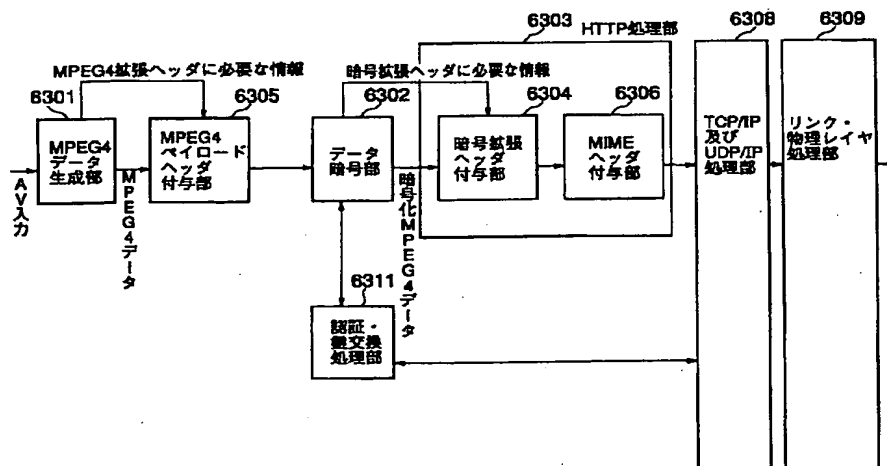 6303
HTTP処理部
6308
6309
MPEG4拡張ヘッダに必要な情報
暗号拡張ヘッダに必要な情報
6301
6305
6302
6304
6306
MPEG4
データ
生成部
MPEG4
ペイロード
ヘッダ
付与部
データ
暗号部
暗号拡張
ヘッダ
付与部
MIME
ヘッダ
付与部
TCP/IP
及び
UDP/IP
処理部
リンク・
物理レイヤ
処理部
AV入力
MPEG4データ
暗号化MPEG4データ
6311
認証・
鍵交換
処理部